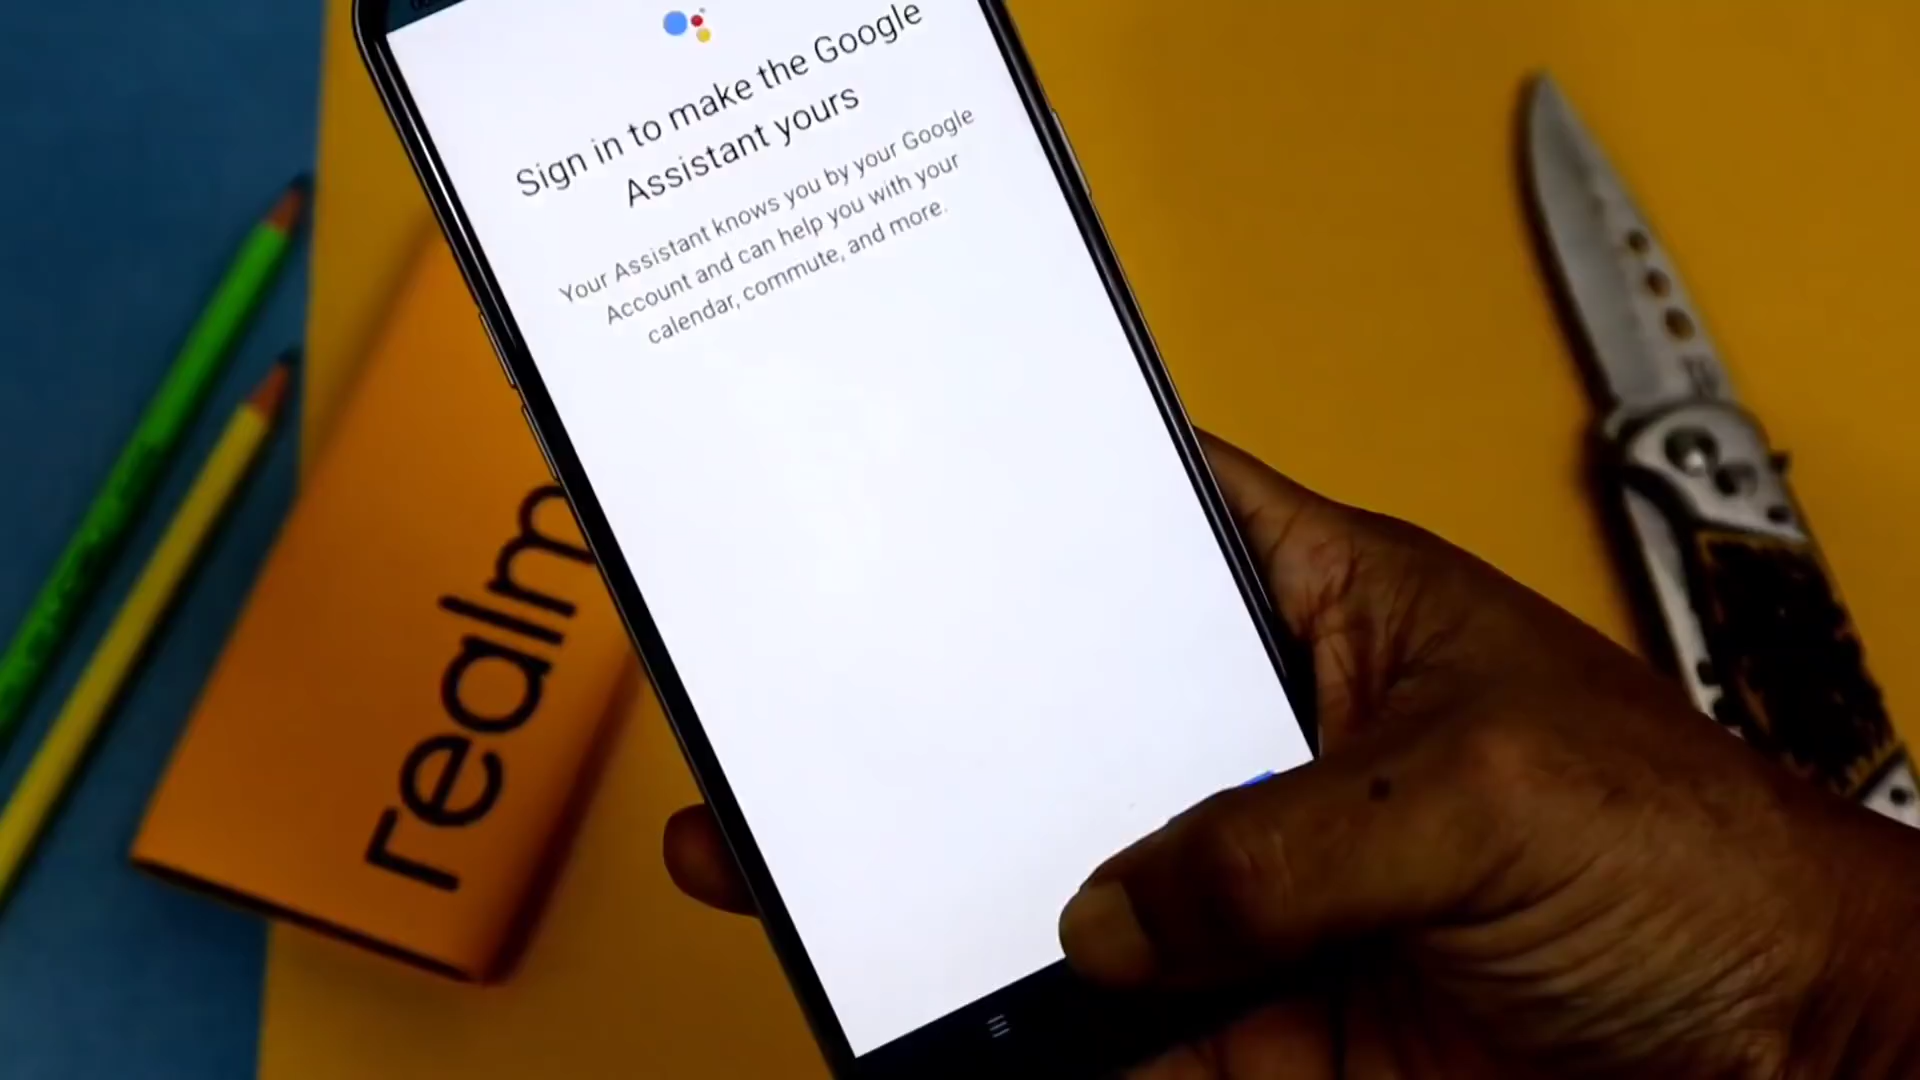 Sign in to make the Google
Assistant yours
Your Assistant knows you by your Google
Account and can help you with your
calendar, commute, and more.
realm